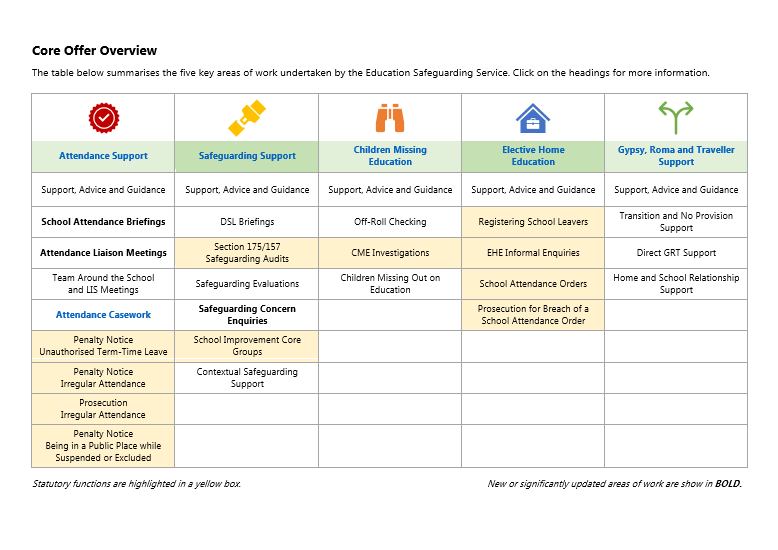 Core Offer Overview
The table below summarises the five key areas of work undertaken by the Education Safeguarding Service. Click on the headings for more information.
Attendance Support
Safeguarding Support
Children Missing
Education
Elective Home
Education
Gypsy, Roma and Traveller
Support
Support, Advice and Guidance
Support, Advice and Guidance
Support, Advice and Guidance
Support, Advice and Guidance
Support, Advice and Guidance
School Attendance Briefings
DSL Briefings
Off-Roll Checking
Registering School Leavers
Transition and No Provision
Support
Attendance Liaison Meetings
Section 175/157
Safeguarding Audits
CME Investigations
EHE Informal Enquiries
Direct GRT Support
Team Around the School
and LIS Meetings
Safeguarding Evaluations
Children Missing Out on
Education
School Attendance Orders
Home and School Relationship
Support
Attendance Casework
Safeguarding Concern
Enquiries
Prosecution for Breach of a
School Attendance Order
Penalty Notice
Unauthorised Term-Time Leave
School Improvement Core
Groups
Penalty Notice
Irregular Attendance
Contextual Safeguarding
Support
Prosecution
Irregular Attendance
Penalty Notice
Being in a Public Place while
Suspended or Excluded
Statutory functions are highlighted in a yellow box.
New or significantly updated areas of work are show in BOLD.